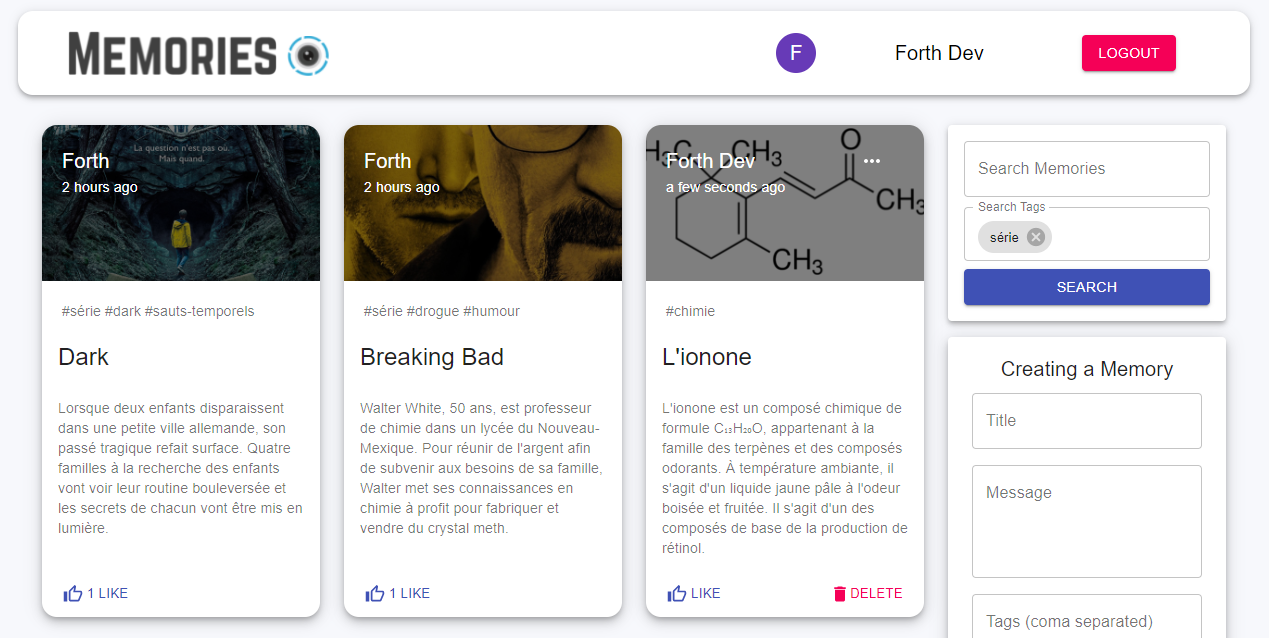 MEMORIES
F
Forth Dev
LOGOUT
La question n'est pas où.
Mais quand.
Forth
2 hours ago
#série #dark #sauts-temporels
Dark
Lorsque deux enfants disparaissent
dans une petite ville allemande, son
passé tragique refait surface. Quatre
familles à la recherche des enfants
vont voir leur routine bouleversée et
les secrets de chacun vont être mis en
lumière.
1 LIKE
Forth
2 hours ago
#série #drogue #humour
Breaking Bad
Walter White, 50 ans, est professeur
de chimie dans un lycée du Nouveau-
Mexique. Pour réunir de l'argent afin
de subvenir aux besoins de sa famille,
Walter met ses connaissances en
chimie à profit pour fabriquer et
vendre du crystal meth.
1 LIKE
H₃C
CH₃
O
Forth Dev
...
a few seconds ago
CH₃
CH₃
#chimie
L'ionone
L'ionone est un composé chimique de
formule C₁₃H₂₀O, appartenant à la
famille des terpènes et des composés
odorants. À température ambiante, il
s'agit d'un liquide jaune pâle à l'odeur
boisée et fruitée. Il s'agit d'un des
composés de base de la production de
rétinol.
LIKE
DELETE
Search Memories
Search Tags
série
SEARCH
Creating a Memory
Title
Message
Tags (coma separated)